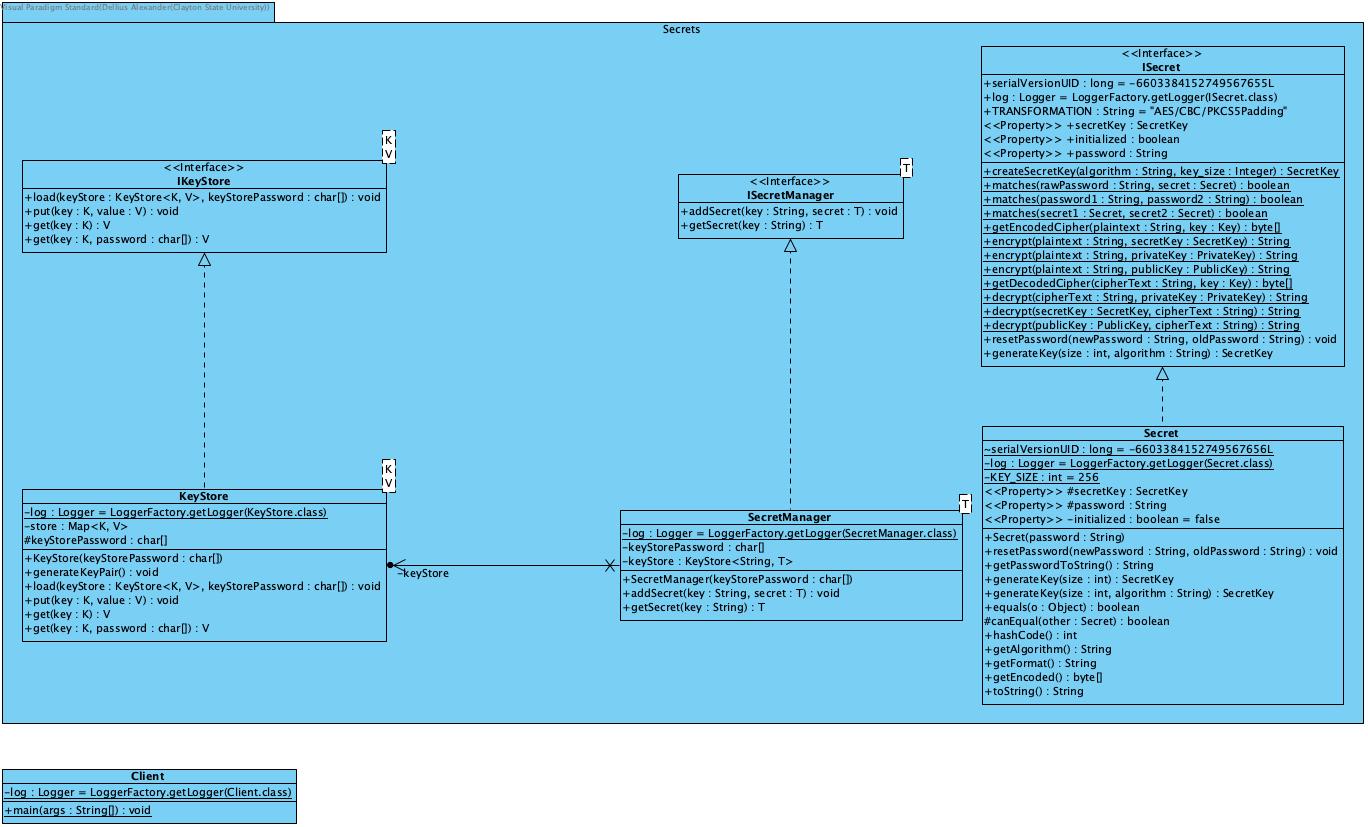 Visual Paradigm Standard(Dellius Alexander(Clayton State University))
Secrets
K
V
<<Interface>>
IKeyStore
+load(keyStore : KeyStore<K, V>, keyStorePassword : char[]) : void
+put(key : K, value : V) : void
+get(key : K) : V
+get(key : K, password : char[]) : V
T
<<Interface>>
ISecretManager
+addSecret(key : String, secret : T) : void
+getSecret(key : String) : T
<<Interface>>
ISecret
+serialVersionUID : long = -6603384152749567655L
+log : Logger = LoggerFactory.getLogger(ISecret.class)
+TRANSFORMATION : String = "AES/CBC/PKCS5Padding"
<<Property>> +secretKey : SecretKey
<<Property>> +initialized : boolean
<<Property>> +password : String
+createSecretKey(algorithm : String, key_size : Integer) : SecretKey
+matches(rawPassword : String, secret : Secret) : boolean
+matches(password1 : String, password2 : String) : boolean
+matches(secret1 : Secret, secret2 : Secret) : boolean
+getEncodedCipher(plaintext : String, key : Key) : byte[]
+encrypt(plaintext : String, secretKey : SecretKey) : String
+encrypt(plaintext : String, privateKey : PrivateKey) : String
+encrypt(plaintext : String, publicKey : PublicKey) : String
+getDecodedCipher(cipherText : String, key : Key) : byte[]
+decrypt(cipherText : String, privateKey : PrivateKey) : String
+decrypt(secretKey : SecretKey, cipherText : String) : String
+decrypt(publicKey : PublicKey, cipherText : String) : String
+resetPassword(newPassword : String, oldPassword : String) : void
+generateKey(size : int, algorithm : String) : SecretKey
K
V
KeyStore
-log : Logger = LoggerFactory.getLogger(KeyStore.class)
-store : Map<K, V>
#keyStorePassword : char[]
+KeyStore(keyStorePassword : char[])
+generateKeyPair() : void
+load(keyStore : KeyStore<K, V>, keyStorePassword : char[]) : void
+put(key : K, value : V) : void
+get(key : K) : V
+get(key : K, password : char[]) : V
-keyStore
T
SecretManager
-log : Logger = LoggerFactory.getLogger(SecretManager.class)
-keyStorePassword : char[]
-keyStore : KeyStore<String, T>
+SecretManager(keyStorePassword : char[])
+addSecret(key : String, secret : T) : void
+getSecret(key : String) : T
Secret
~serialVersionUID : long = -6603384152749567656L
-log : Logger = LoggerFactory.getLogger(Secret.class)
-KEY_SIZE : int = 256
<<Property>> #secretKey : SecretKey
<<Property>> #password : String
<<Property>> -initialized : boolean = false
+Secret(password : String)
+resetPassword(newPassword : String, oldPassword : String) : void
+getPasswordToString() : String
+generateKey(size : int) : SecretKey
+generateKey(size : int, algorithm : String) : SecretKey
+equals(o : Object) : boolean
#canEqual(other : Secret) : boolean
+hashCode() : int
+getAlgorithm() : String
+getFormat() : String
+getEncoded() : byte[]
+toString() : String
Client
-log : Logger = LoggerFactory.getLogger(Client.class)
+main(args : String[]) : void